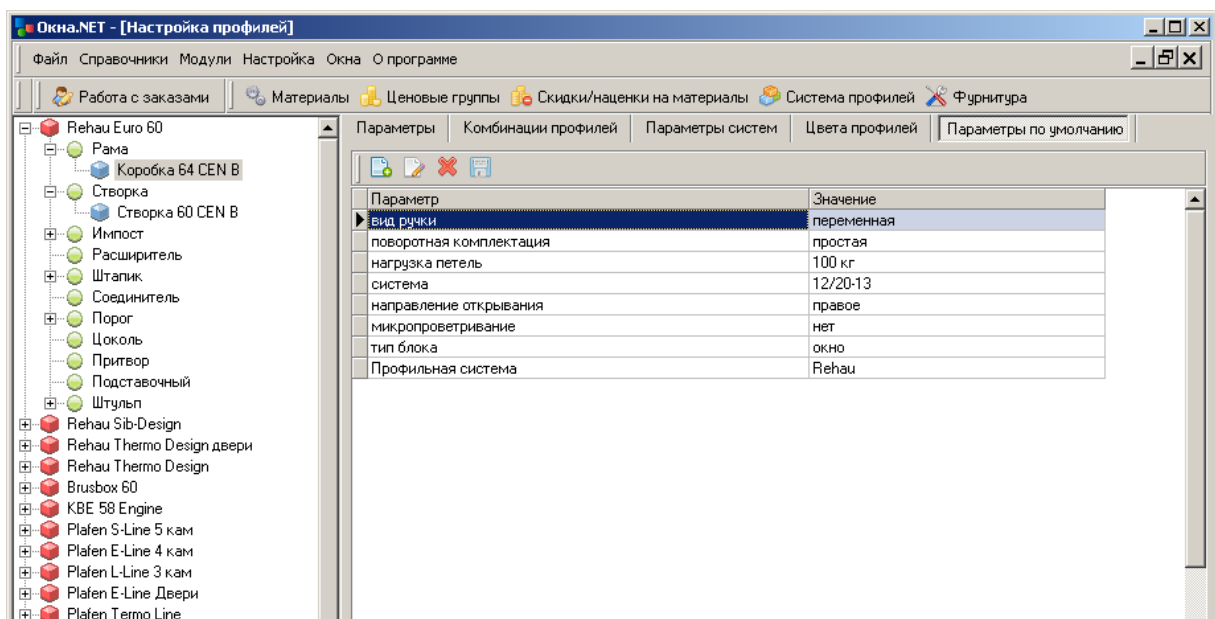 Окна.NET - [Настройка профилей]
Файл Справочники Модули Настройка Окна О программе
Работа с заказами Материалы Ценовые группы Скидки/наценки на материалы Система профилей Фурнитура
Rehau Euro 60
Рама
Коробка 64 CEN B
Створка
Створка 60 CEN B
Импост
Расширитель
Штапик
Соединитель
Порог
Цоколь
Притвор
Подставочный
Штульп
Rehau Sib-Design
Rehau Thermo Design двери
Rehau Thermo Design
Brusbox 60
KBE 58 Engine
Plafen S-Line 5 кам
Plafen E-Line 4 кам
Plafen L-Line 3 кам
Plafen E-Line Двери
Plafen Termo Line
Параметры Комбинации профилей Параметры систем Цвета профилей Параметры по умолчанию
Параметр Значение
вид ручки переменная
поворотная комплектация простая
нагрузка петель 100 кг
система 12/20-13
направление открывания правое
микропроветривание нет
тип блока окно
Профильная система Rehau